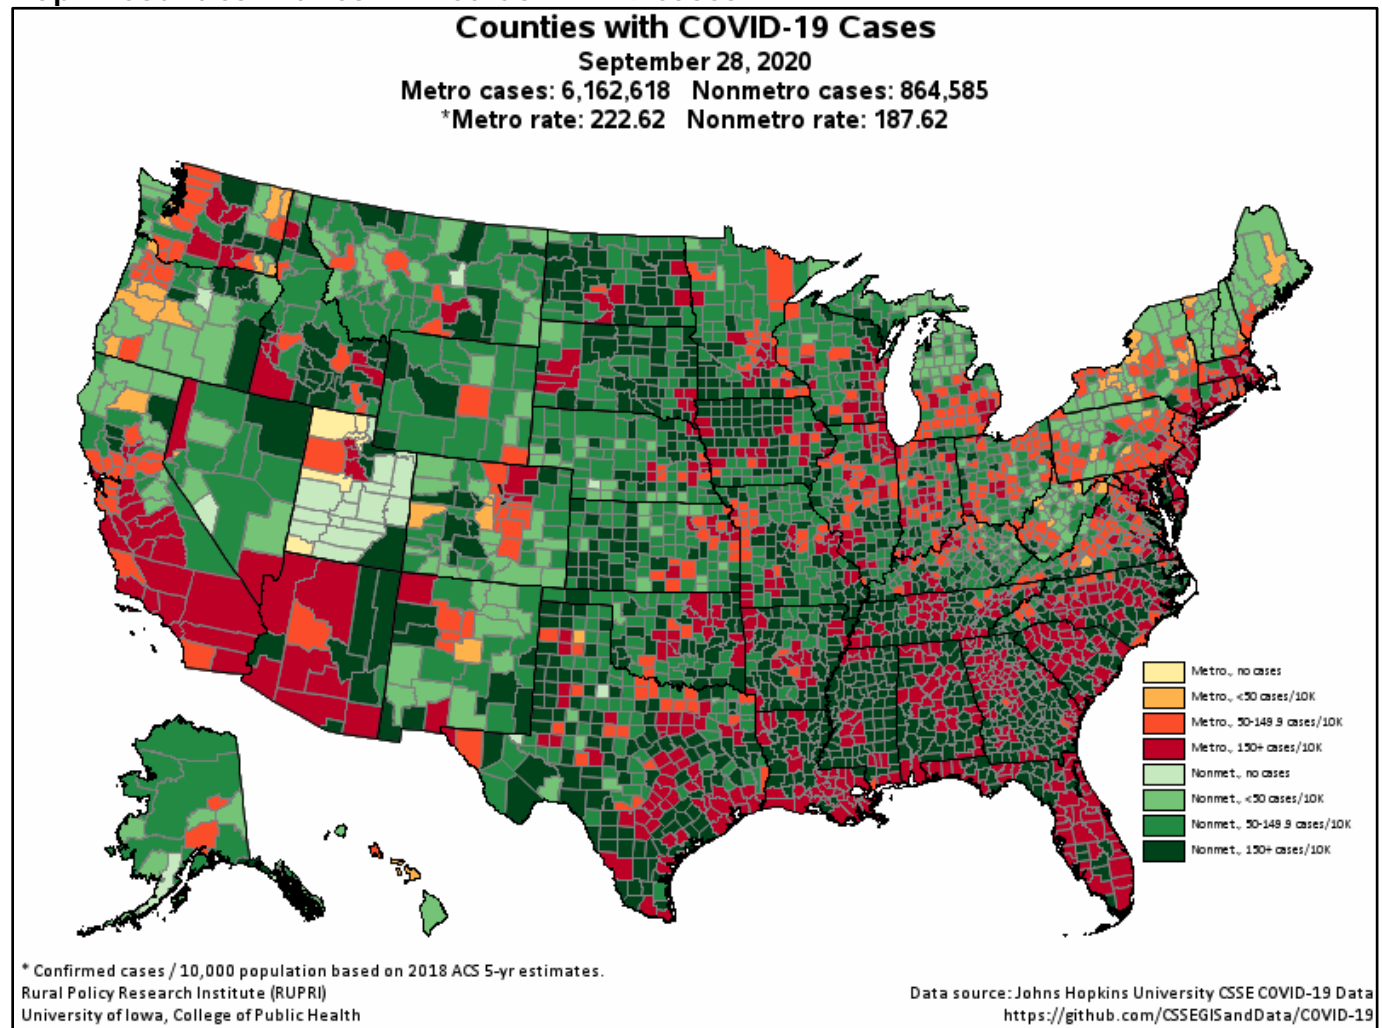 Counties with COVID-19 Cases
September 28, 2020
Metro cases: 6,162,618   Nonmetro cases: 864,585
*Metro rate: 222.62   Nonmetro rate: 187.62
Metro., no cases
Metro., <50 cases/10K
Metro., 50-149.9 cases/10K
Metro., 150+ cases/10K
Nonmet., no cases
Nonmet., <50 cases/10K
Nonmet., 50-149.9 cases/10K
Nonmet., 150+ cases/10K
* Confirmed cases / 10,000 population based on 2018 ACS 5-yr estimates.
Rural Policy Research Institute (RUPRI)
University of Iowa, College of Public Health
Data source: Johns Hopkins University CSSE COVID-19 Data
https://github.com/CSSEGISandData/COVID-19